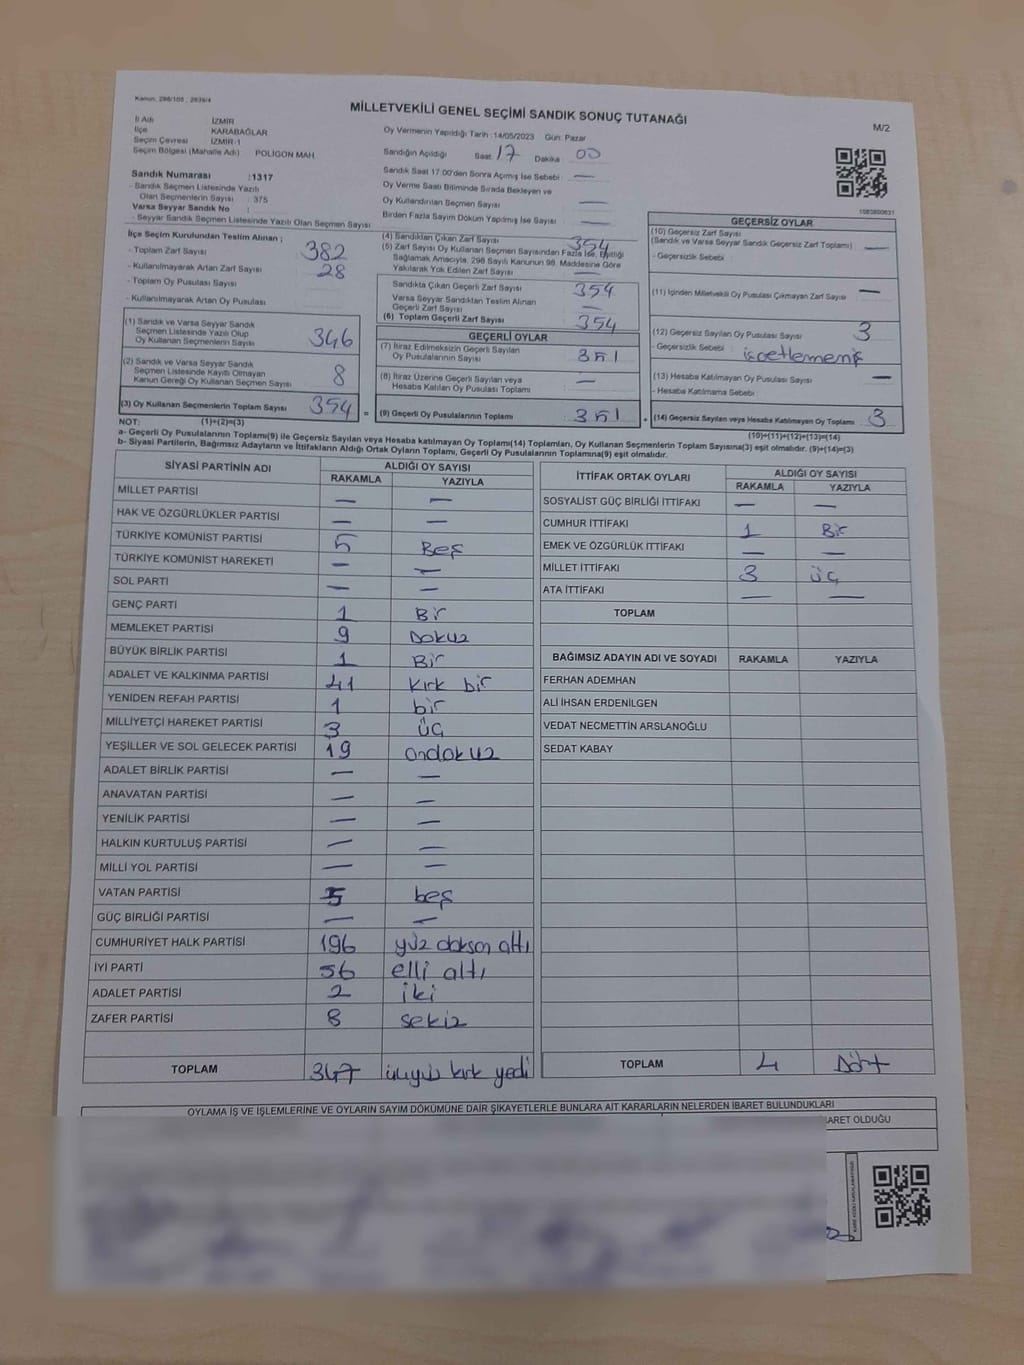 Kanun: 298/105 , 2839/4
MİLLETVEKİLİ GENEL SEÇİMİ SANDIK SONUÇ TUTANAĞI
M/2
İl Adı İZMİR
İlçe KARABAĞLAR
Seçim Çevresi İZMİR-1
Seçim Bölgesi (Mahalle Adı) POLİGON MAH
Sandık Numarası :1317
- Sandık Seçmen Listesinde Yazılı
Olan Seçmenlerin Sayısı : 375
Varsa Seyyar Sandık No :
- Seyyar Sandık Seçmen Listesinde Yazılı Olan Seçmen Sayısı
Oy Vermenin Yapıldığı Tarih :14/05/2023 Gün: Pazar
Sandığın Açıldığı Saat: 17 Dakika 00
Sandık Saat 17.00'den Sonra Açımış İse Sebebi : —
Oy Verme Saati Bitiminde Sırada Bekleyen ve
Oy Kullandırılan Seçmen Sayısı —
Birden Fazla Sayım Döküm Yapılmış İse Sayısı : —
1083800631
İlçe Seçim Kurulundan Teslim Alınan ;
- Toplam Zarf Sayısı 382
- Kullanılmayarak Artan Zarf Sayısı 28
- Toplam Oy Pusulası Sayısı
- Kullanılmayarak Artan Oy Pusulası
(1) Sandık ve Varsa Seyyar Sandık
Seçmen Listesinde Yazılı Olup
Oy Kullanan Seçmenlerin Sayısı 346
(2) Sandık ve Varsa Seyyar Sandık
Seçmen Listesinde Kayıtlı Olmayan
Kanun Gereği Oy Kullanan Seçmen Sayısı 8
(3) Oy Kullanan Seçmenlerin Toplam Sayısı 354 =
(4) Sandıktan Çıkan Zarf Sayısı 354
(5) Zarf Sayısı Oy Kullanan Seçmen Sayısından Fazla İse, Eşitliği
Sağlamak Amacıyla, 298 Sayılı Kanunun 98. Maddesine Göre
Yakılarak Yok Edilen Zarf Sayısı —
Sandıkta Çıkan Geçerli Zarf Sayısı 354
Varsa Seyyar Sandıktan Teslim Alınan
Geçerli Zarf Sayısı —
(6) Toplam Geçerli Zarf Sayısı 354
GEÇERLİ OYLAR
(7) İtiraz Edilmeksizin Geçerli Sayılan
Oy Pusulalarının Sayısı 351
(8) İtiraz Üzerine Geçerli Sayılan veya
Hesaba Katılan Oy Pusulası Toplamı —
(9) Geçerli Oy Pusulalarının Toplamı 351 +
GEÇERSİZ OYLAR
(10) Geçersiz Zarf Sayısı
(Sandık ve Varsa Seyyar Sandık Geçersiz Zarf Toplamı) —
- Geçersizlik Sebebi :
(11) İçinden Milletvekili Oy Pusulası Çıkmayan Zarf Sayısı —
(12) Geçersiz Sayılan Oy Pusulası Sayısı 3
- Geçersizlik Sebebi :
(13) Hesaba Katılmayan Oy Pusulası Sayısı —
- Hesaba Katılmama Sebebi :
(14) Geçersiz Sayılan veya Hesaba Katılmayan Oy Toplamı 3
NOT: (1)+(2)=(3) (10)+(11)+(12)+(13)=(14)
a- Geçerli Oy Pusulalarının Toplamı(9) ile Geçersiz Sayılan veya Hesaba katılmayan Oy Toplamı(14) Toplamları, Oy Kullanan Seçmenlerin Toplam Sayısına(3) eşit olmalıdır. (9)+(14)=(3)
b- Siyasi Partilerin, Bağımsız Adayların ve İttifakların Aldığı Ortak Oyların Toplamı, Geçerli Oy Pusulalarının Toplamına(9) eşit olmalıdır.
SİYASİ PARTİNİN ADI ALDIĞI OY SAYISI
RAKAMLA YAZIYLA
MİLLET PARTİSİ — —
HAK VE ÖZGÜRLÜKLER PARTİSİ — —
TÜRKİYE KOMÜNİST PARTİSİ 5 Beş
TÜRKİYE KOMÜNİST HAREKETİ — —
SOL PARTİ — —
GENÇ PARTİ 1 Bir
MEMLEKET PARTİSİ 9 Dokuz
BÜYÜK BİRLİK PARTİSİ 1 Bir
ADALET VE KALKINMA PARTİSİ 41 Kırk bir
YENİDEN REFAH PARTİSİ 1 bir
MİLLİYETÇİ HAREKET PARTİSİ 3 Üç
YEŞİLLER VE SOL GELECEK PARTİSİ 19 ondokuz
ADALET BİRLİK PARTİSİ — —
ANAVATAN PARTİSİ — —
YENİLİK PARTİSİ — —
HALKIN KURTULUŞ PARTİSİ — —
MİLLİ YOL PARTİSİ — —
VATAN PARTİSİ 5 beş
GÜÇ BİRLİĞİ PARTİSİ — —
CUMHURİYET HALK PARTİSİ 196 yüz doksan altı
İYİ PARTİ 56 elli altı
ADALET PARTİSİ 2 iki
ZAFER PARTİSİ 8 sekiz
TOPLAM 347 üçyüz kırk yedi
İTTİFAK ORTAK OYLARI ALDIĞI OY SAYISI
RAKAMLA YAZIYLA
SOSYALİST GÜÇ BİRLİĞİ İTTİFAKI — —
CUMHUR İTTİFAKI 1 Bir
EMEK VE ÖZGÜRLÜK İTTİFAKI — —
MİLLET İTTİFAKI 3 üç
ATA İTTİFAKI — —
TOPLAM
BAĞIMSIZ ADAYIN ADI VE SOYADI RAKAMLA YAZIYLA
FERHAN ADEMHAN
ALİ İHSAN ERDENİLGEN
VEDAT NECMETTİN ARSLANOĞLU
SEDAT KABAY
TOPLAM 4 Dört
OYLAMA İŞ VE İŞLEMLERİNE VE OYLARIN SAYIM DÖKÜMÜNE DAİR ŞİKAYETLERLE BUNLARA AİT KARARLARIN NELERDEN İBARET BULUNDUKLARI
ARET OLDUĞU